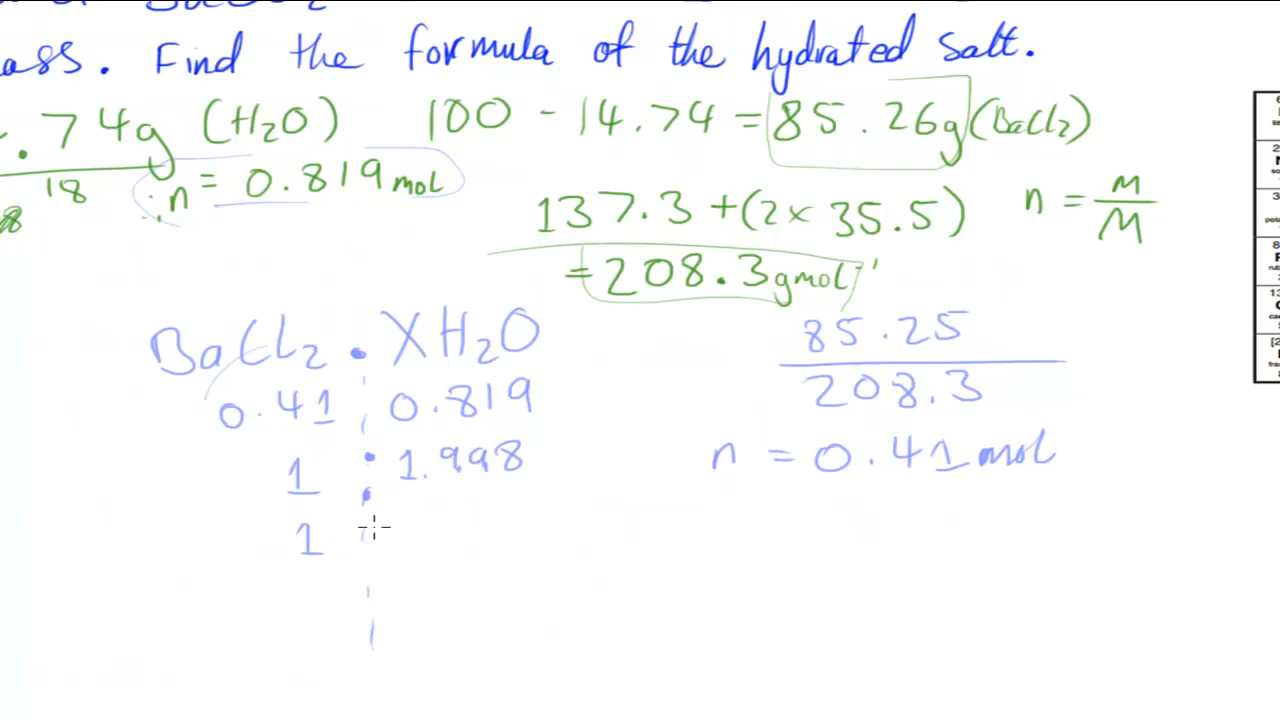 ass. Find the formula of the hydrated salt.
.74g (H₂O) 100 - 14.74 = 85.26g (BaCl₂)
18
∴ n = 0.819 mol
137.3 + (2 x 35.5)
n = m/M
= 208.3 gmol⁻¹
BaCl₂ • XH₂O
85.25
208.3
0.41 : 0.819
1 : 1.998
n = 0.41 mol
1